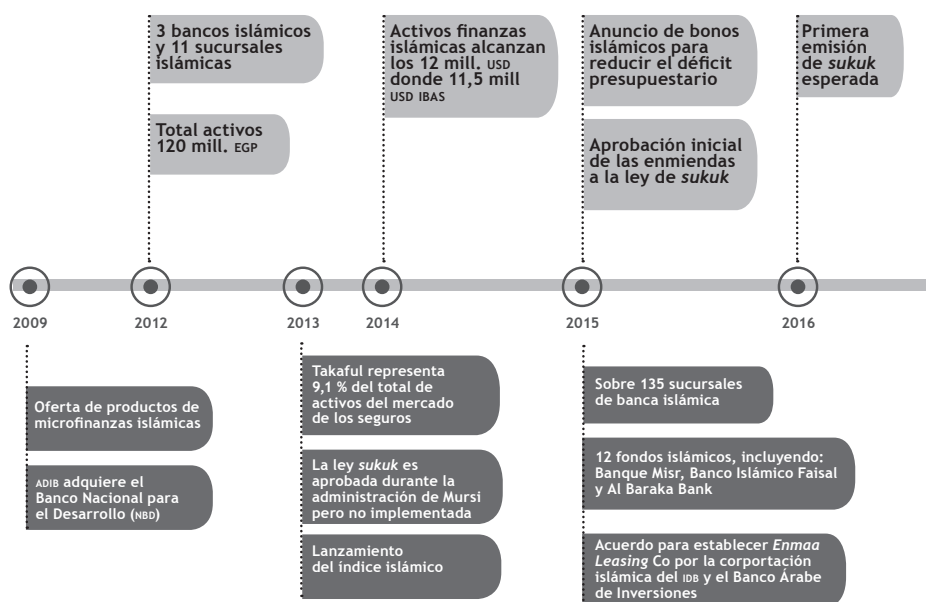 3 bancos islámicos
y 11 sucursales
islámicas
Total activos
120 mill. EGP
Activos finanzas
islámicas alcanzan
los 12 mill. USD
donde 11,5 mill
USD IBAS
Anuncio de bonos
islámicos para
reducir el déficit
presupuestario
Aprobación inicial
de las enmiendas
a la ley de sukuk
Primera
emisión
de sukuk
esperada
2009
2012
2013
2014
2015
2016
Oferta de productos de
microfinanzas islámicas
ADIB adquiere el
Banco Nacional para
el Desarrollo (NBD)
Takaful representa
9,1 % del total de
activos del mercado
de los seguros
La ley sukuk es
aprobada durante la
administración de Mursi
pero no implementada
Lanzamiento
del índice islámico
Sobre 135 sucursales
de banca islámica
12 fondos islámicos, incluyendo:
Banque Misr, Banco Islámico Faisal
y Al Baraka Bank
Acuerdo para establecer Enmaa
Leasing Co por la corportación
islámica del IDB y el Banco Árabe
de Inversiones